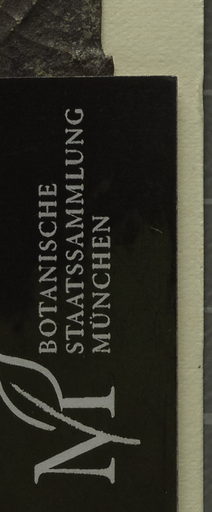 BOTANISCHE
STAATSSAMMLUNG
MÜNCHEN
M